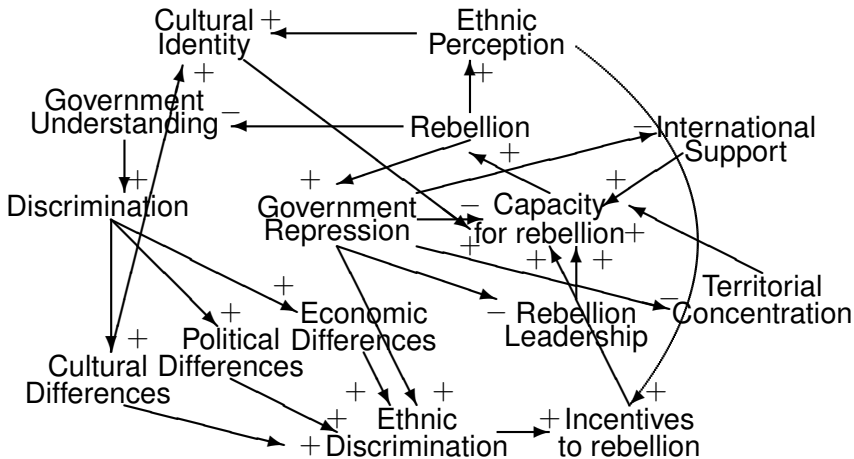 Cultural +
Identity
Ethnic
Perception
+
+
Government
Understanding −
Rebellion
− International
Support
+
+
Discrimination
+
Government
Repression
−
Capacity
for rebellion +
+
+
+
+
+
Economic
Differences
− Rebellion
Leadership
− Territorial
Concentration
+
Political
Differences
+
Cultural
Differences
+
+
+
+
+ Ethnic
Discrimination
+ Incentives
to rebellion
+